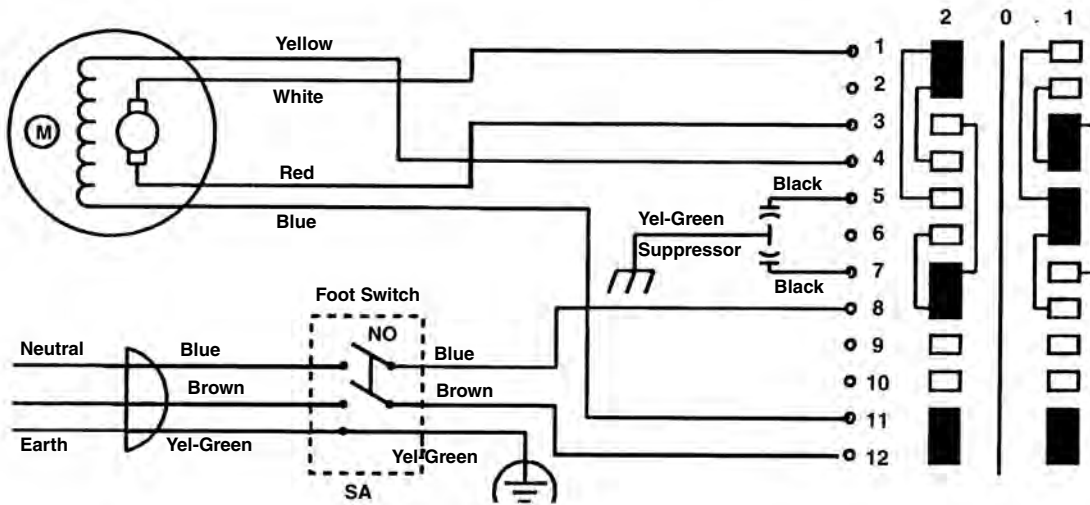 2 0 1
Yellow
White
Red
Blue
M
1
2
3
4
5
6
7
8
9
10
11
12
Black
Yel-Green
Suppressor
Black
Foot Switch
NO
Neutral
Blue
Blue
Brown
Brown
Earth
Yel-Green
Yel-Green
SA